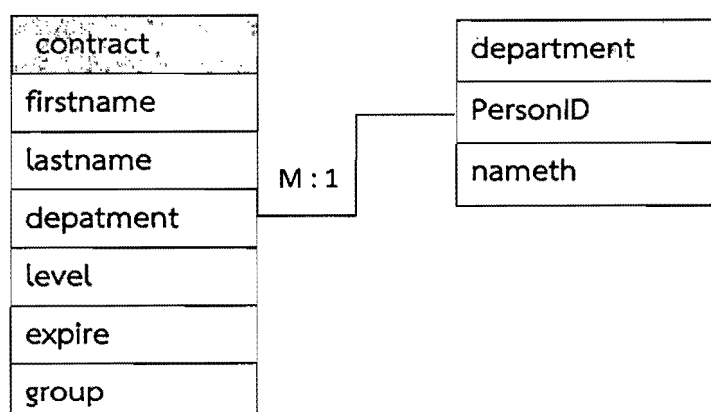 contract,
firstname
lastname
depatment
level
expire
group
M : 1
department
PersonID
nameth